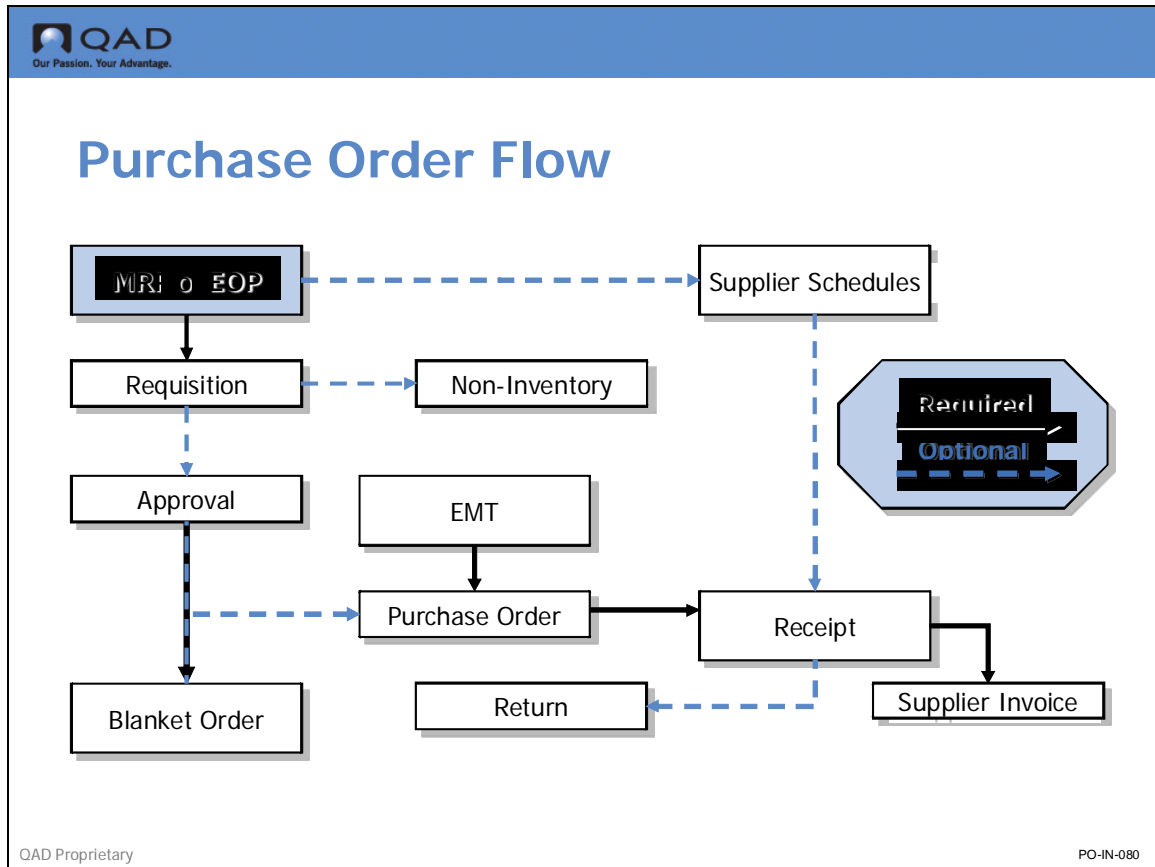 QAD
Our Passion. Your Advantage.
Purchase Order Flow
EOP
Supplier Schedules
Requisition
Non-Inventory
Required
Optional
Approval
EMT
Purchase Order
Receipt
Return
Supplier Invoice
Blanket Order
QAD Proprietary
PO-IN-080